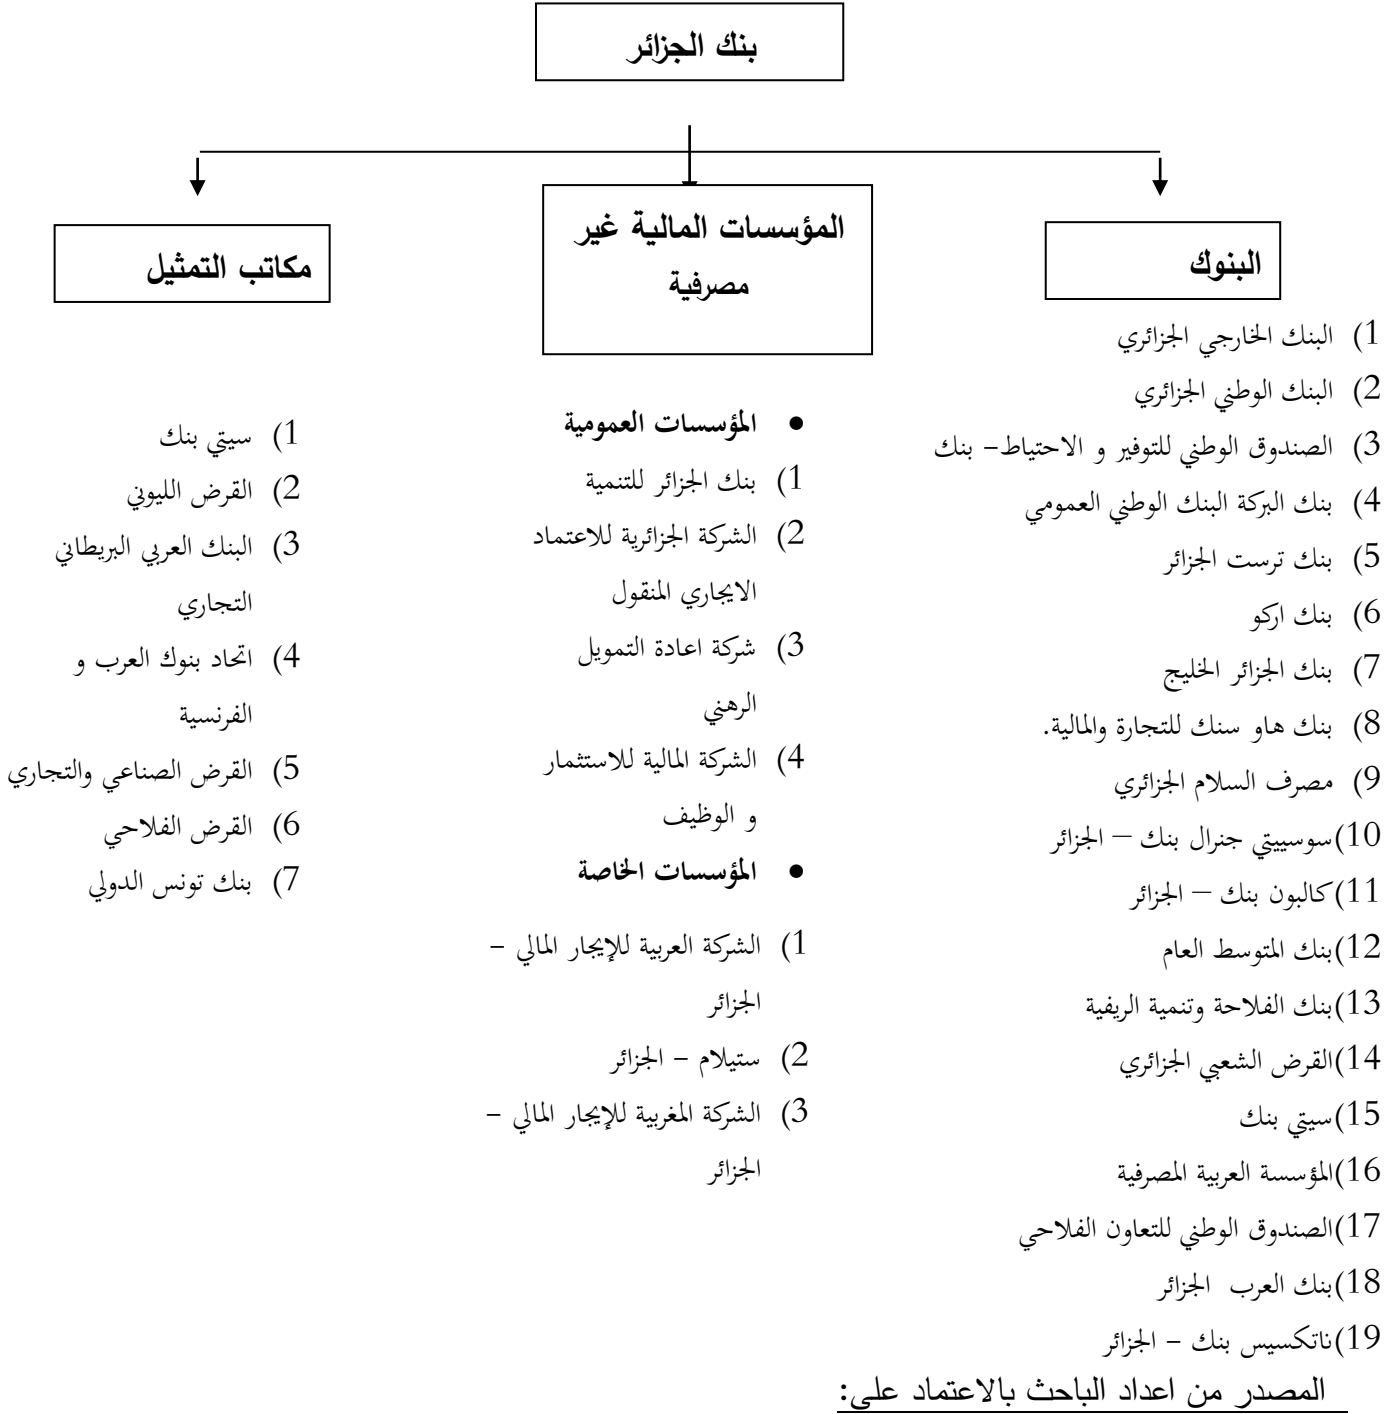 بنك الجزائر
البنوك
1) البنك الخارجي الجزائري
2) البنك الوطني الجزائري
3) الصندوق الوطني للتوفير و الاحتياط– بنك
4) بنك البركة البنك الوطني العمومي
5) بنك ترست الجزائر
6) بنك اركو
7) بنك الجزائر الخليج
8) بنك هاو سنك للتجارة والمالية.
9) مصرف السلام الجزائري
10)سوسييتي جنرال بنك – الجزائر
11)كالبون بنك – الجزائر
12)بنك المتوسط العام
13)بنك الفلاحة وتنمية الريفية
14)القرض الشعبي الجزائري
15)سيتي بنك
16)المؤسسة العربية المصرفية
17)الصندوق الوطني للتعاون الفلاحي
18)بنك العرب الجزائر
19)ناتكسيس بنك – الجزائر
المؤسسات المالية غير
مصرفية
• المؤسسات العمومية
1) بنك الجزائر للتنمية
2) الشركة الجزائرية للاعتماد
الايجاري المنقول
3) شركة اعادة التمويل
الرهني
4) الشركة المالية للاستثمار
و الوظيف
• المؤسسات الخاصة
1) الشركة العربية للإيجار المالي –
الجزائر
2) ستيلام – الجزائر
3) الشركة المغربية للإيجار المالي –
الجزائر
مكاتب التمثيل
1) سيتي بنك
2) القرض الليوني
3) البنك العربي البريطاني
التجاري
4) اتحاد بنوك العرب و
الفرنسية
5) القرض الصناعي والتجاري
6) القرض الفلاحي
7) بنك تونس الدولي
المصدر من اعداد الباحث بالاعتماد على: